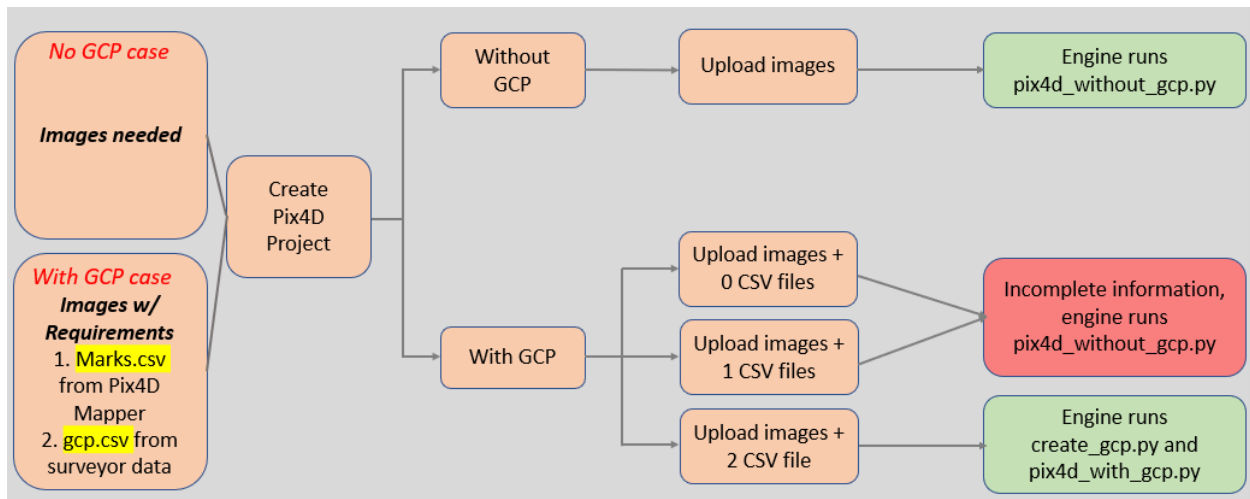 No GCP case
Images needed
With GCP case
Images w/
Requirements
1. Marks.csv
from Pix4D
Mapper
2. gcp.csv from
surveyor data
Create
Pix4D
Project
Without
GCP
Upload images
Engine runs
pix4d_without_gcp.py
With GCP
Upload images +
0 CSV files
Upload images +
1 CSV files
Upload images +
2 CSV file
Incomplete information,
engine runs
pix4d_without_gcp.py
Engine runs
create_gcp.py and
pix4d_with_gcp.py